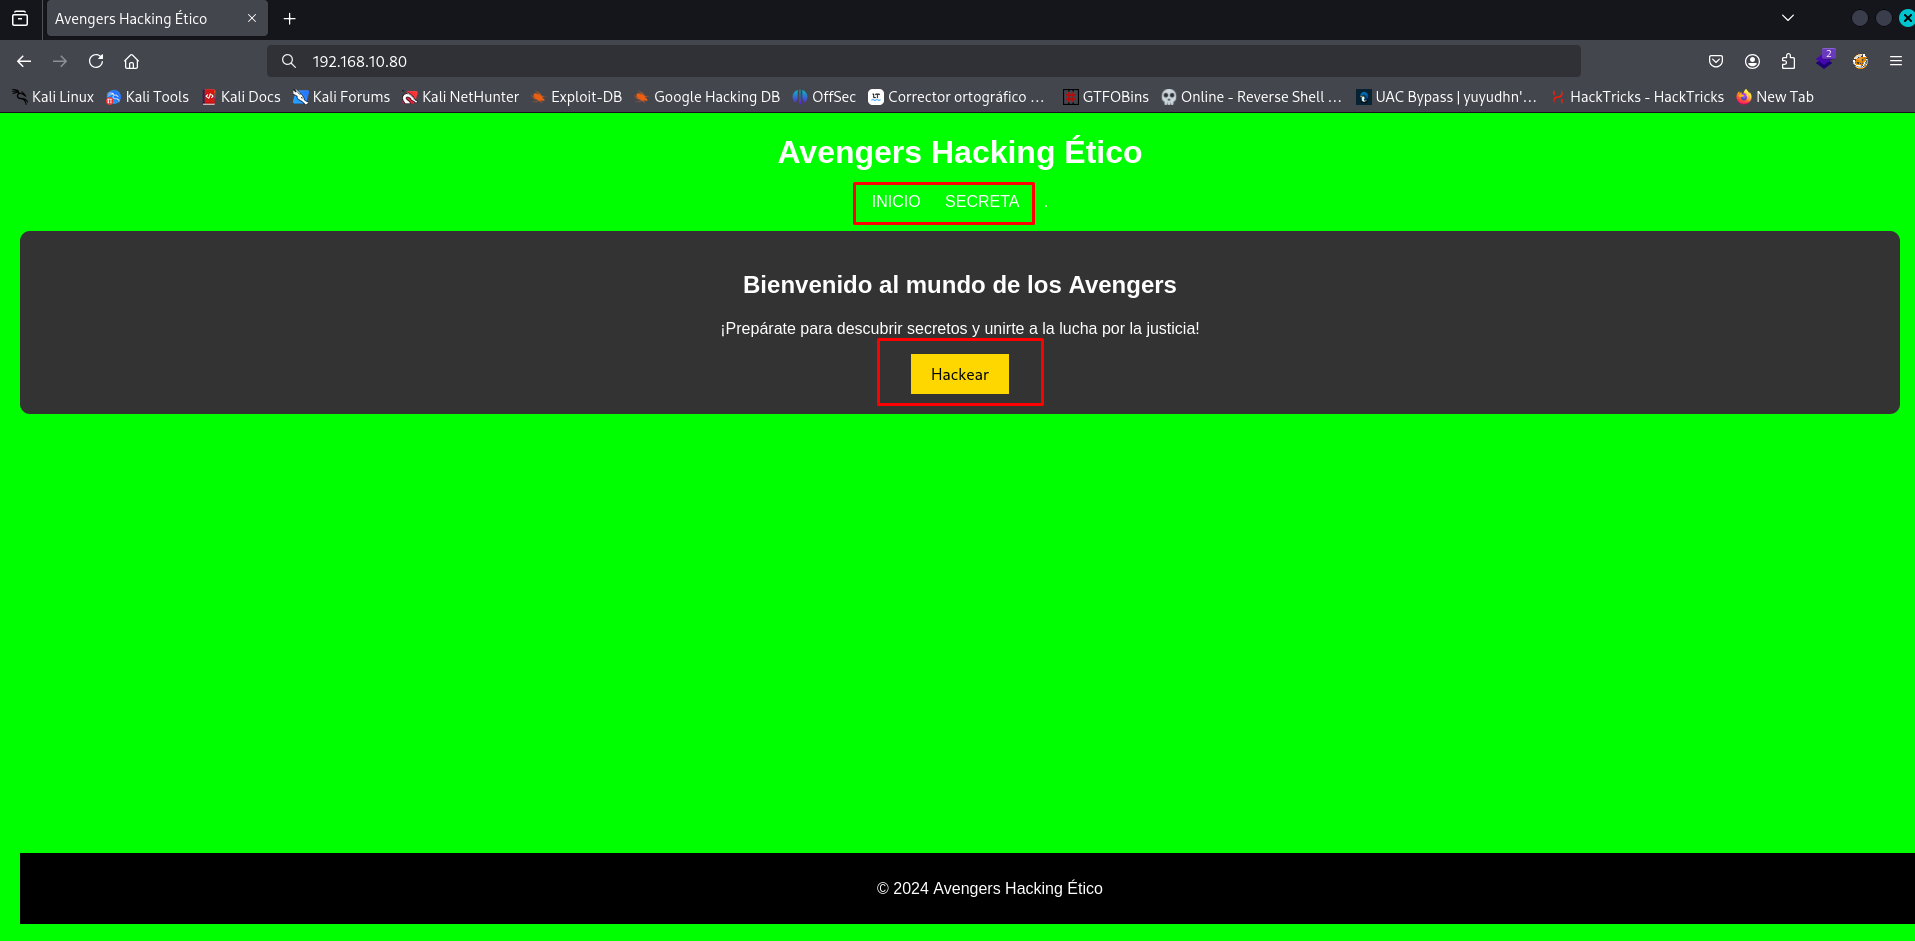 Avengers Hacking Ético
192.168.10.80
2
Kali Linux Kali Tools Kali Docs Kali Forums Kali NetHunter Exploit-DB Google Hacking DB OffSec Corrector ortográfico … GTFOBins Online - Reverse Shell … UAC Bypass | yuyudhn'… HackTricks - HackTricks New Tab
Avengers Hacking Ético
INICIO SECRETA .
Bienvenido al mundo de los Avengers
¡Prepárate para descubrir secretos y unirte a la lucha por la justicia!
Hackear
© 2024 Avengers Hacking Ético